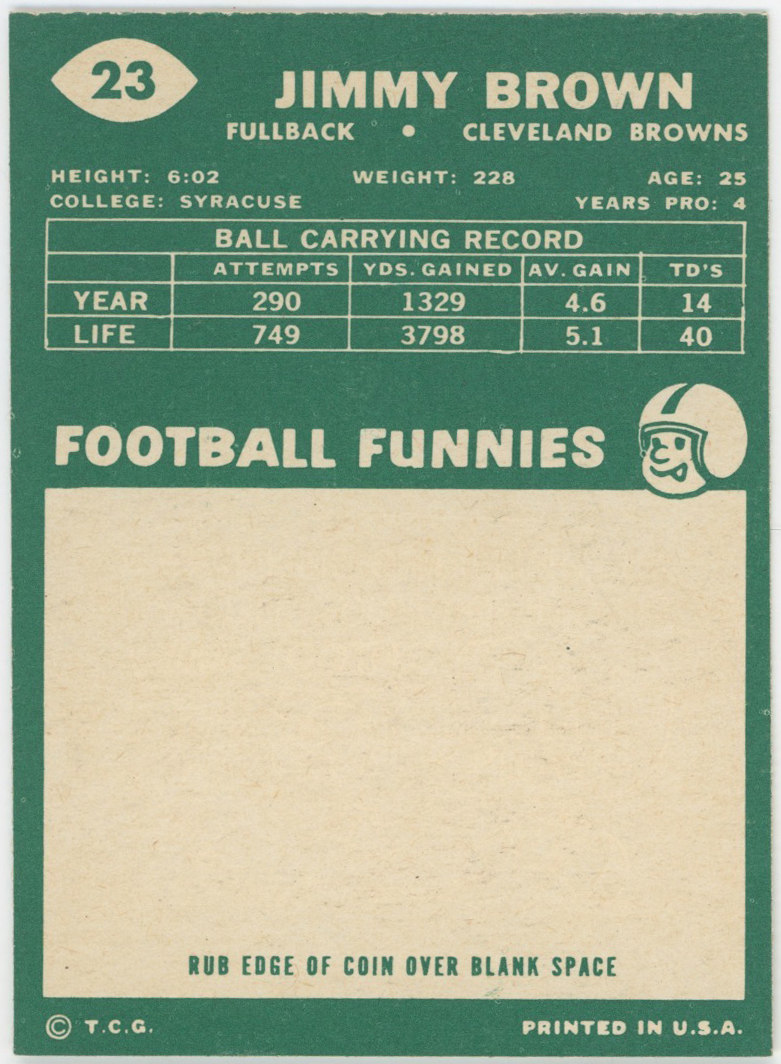 23
JIMMY BROWN
FULLBACK • CLEVELAND BROWNS
HEIGHT: 6:02 WEIGHT: 228 AGE: 25
COLLEGE: SYRACUSE YEARS PRO: 4
BALL CARRYING RECORD
ATTEMPTS YDS. GAINED AV. GAIN TD'S
YEAR 290 1329 4.6 14
LIFE 749 3798 5.1 40
FOOTBALL FUNNIES
RUB EDGE OF COIN OVER BLANK SPACE
© T.C.G. PRINTED IN U.S.A.